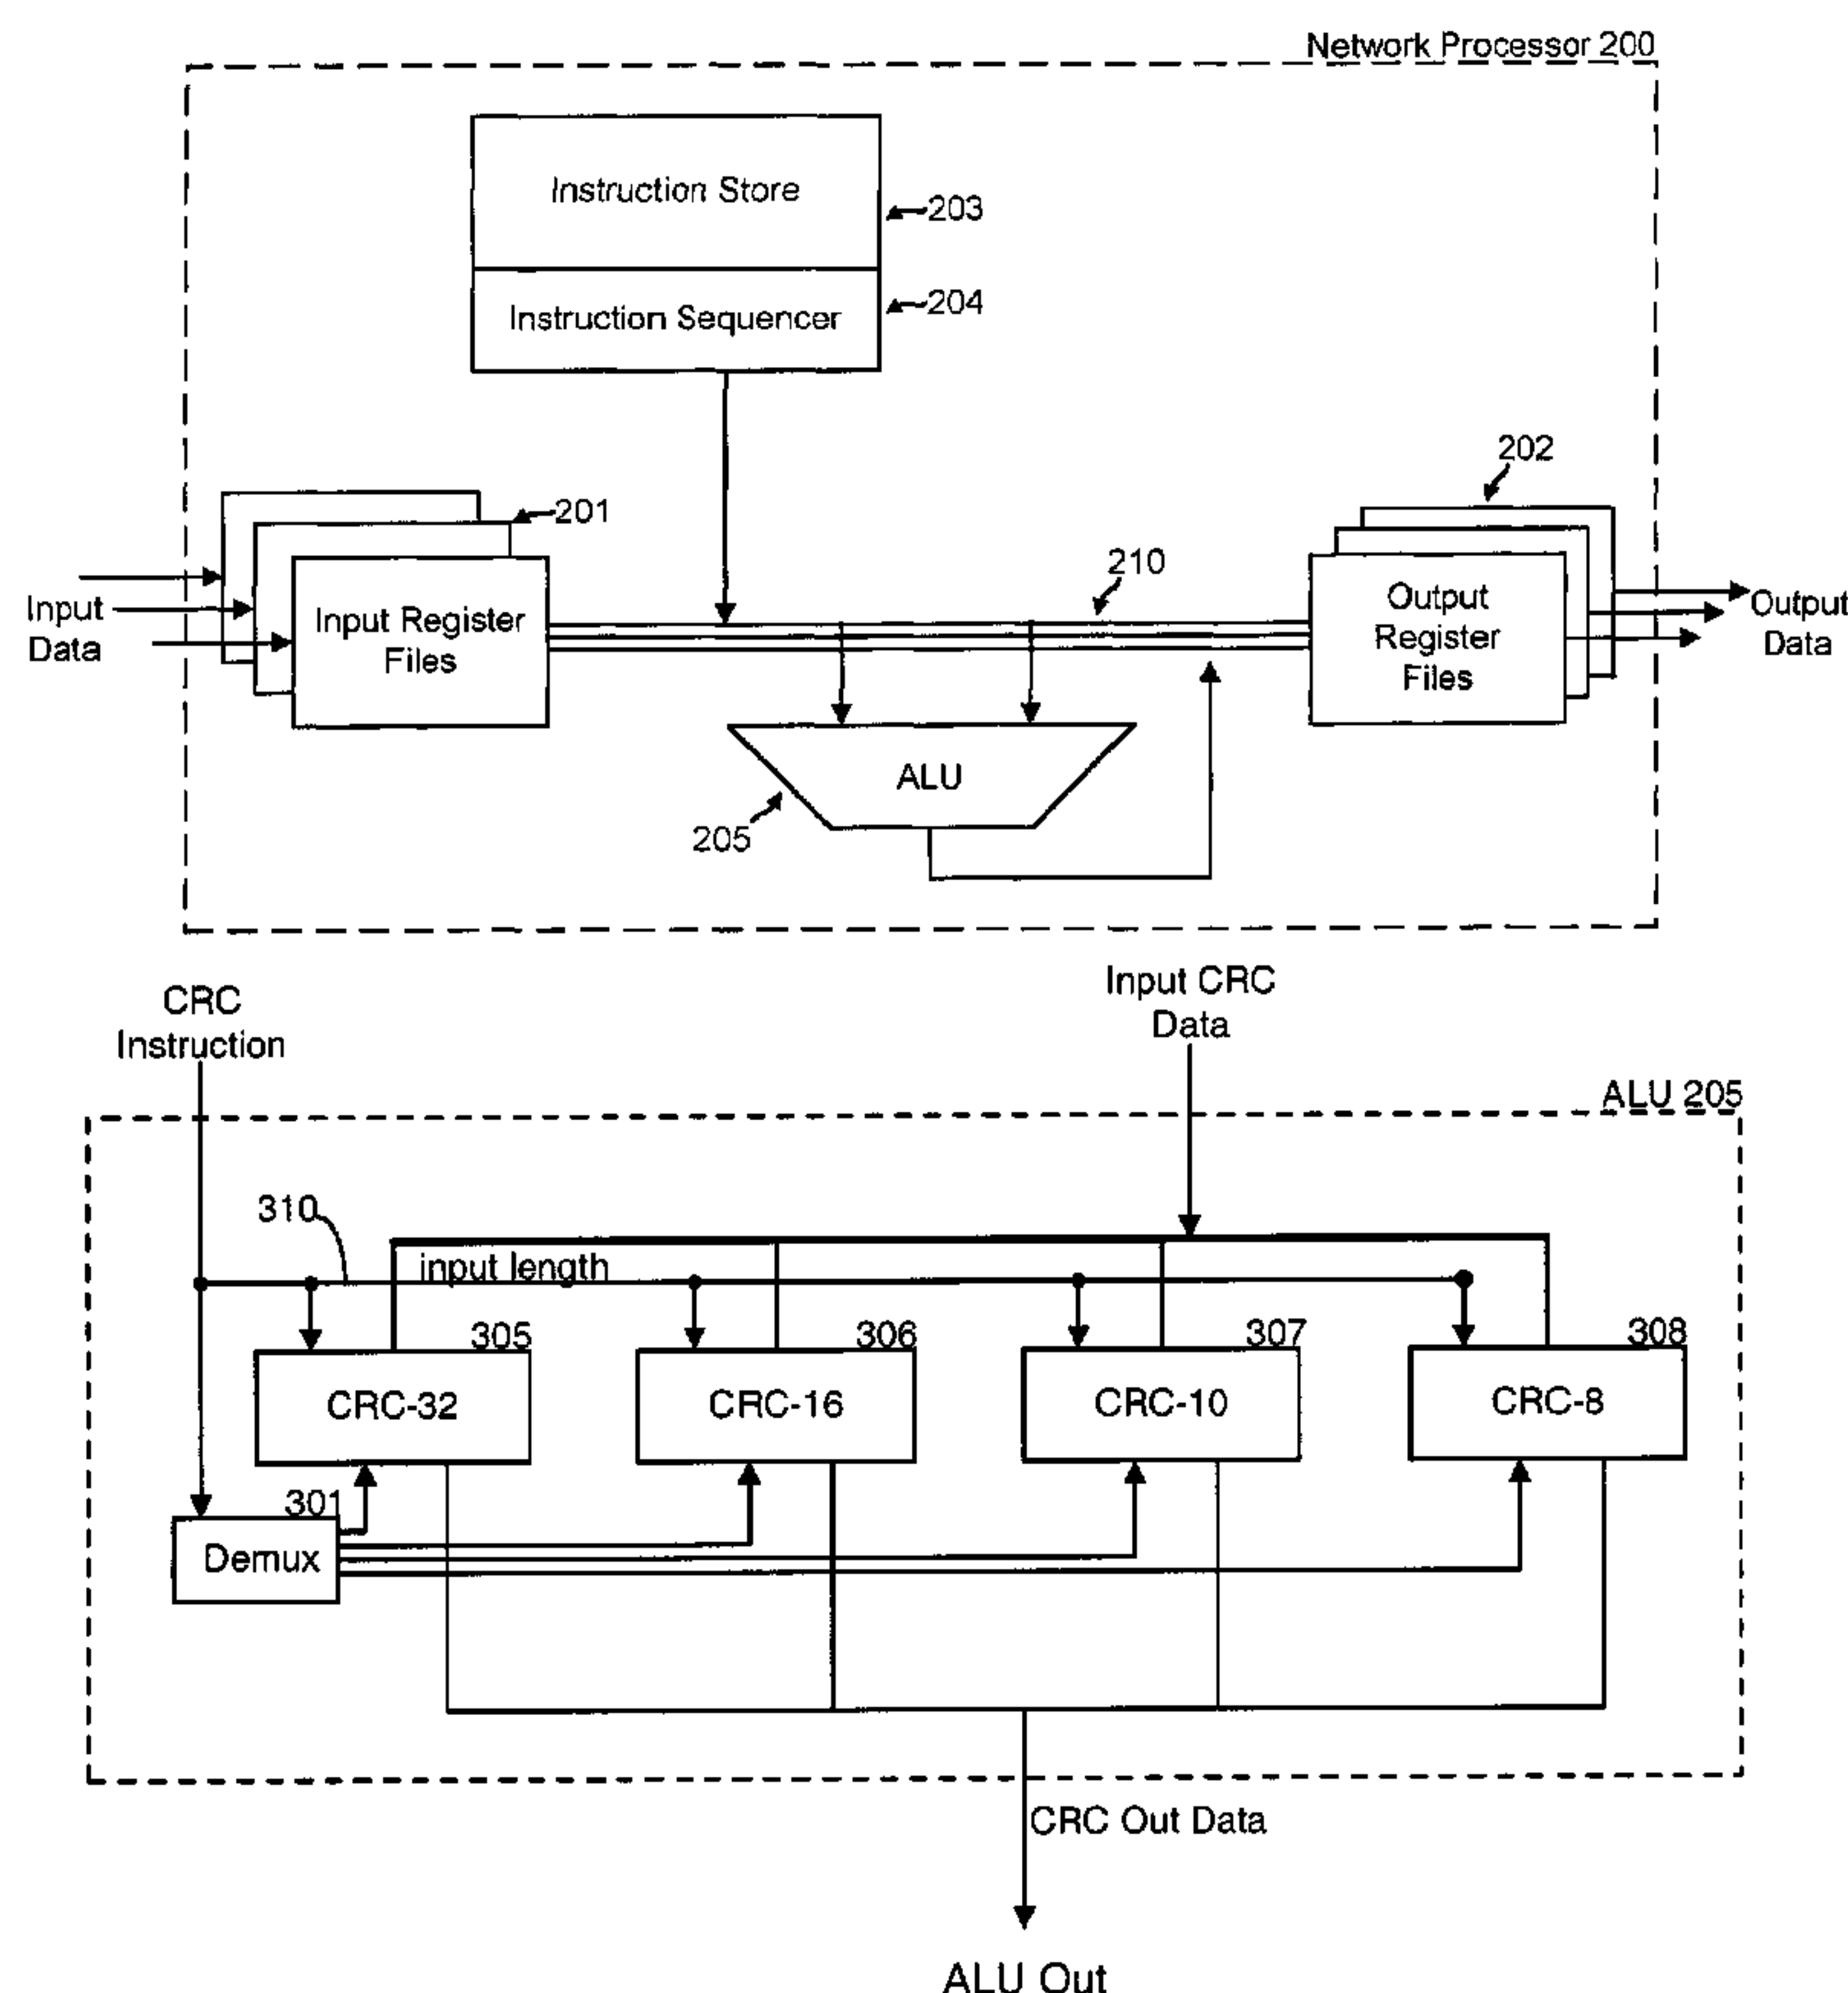 Network Processor 200
Instruction Store
203
Instruction Sequencer
204
202
201
210
Input
Data
Input Register
Files
Output
Register
Files
Output
Data
ALU
205
CRC
Instruction
Input CRC
Data
ALU 205
310
input length
305
306
307
308
CRC-32
CRC-16
CRC-10
CRC-8
301
Demux
CRC Out Data
ALU Out